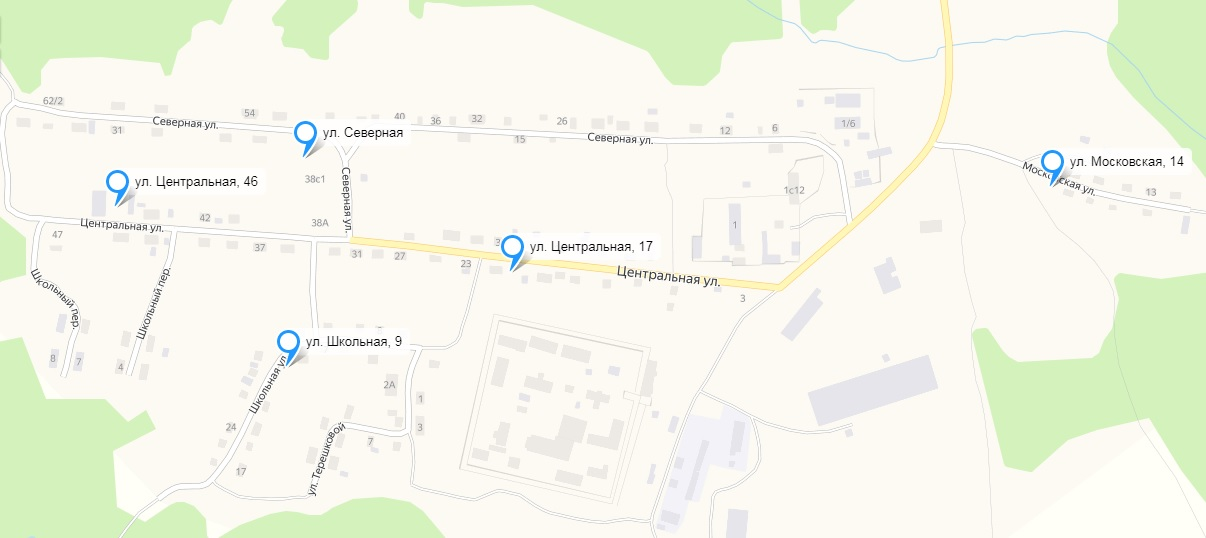 62/2
54
40
36
32
26
12
6
1/6
Северная ул.
31
ул. Северная
15
Северная ул.
38с1
Северная ул.
1с12
ул. Московская, 14
Московская ул.
13
ул. Центральная, 46
42
38А
1
Центральная ул.
47
37
31
27
23
ул. Центральная, 17
Центральная ул.
3
Школьный пер.
Школьный пер.
8
7
4
ул. Школьная, 9
Школьная ул.
2А
1
3
24
17
7
ул. Терешковой